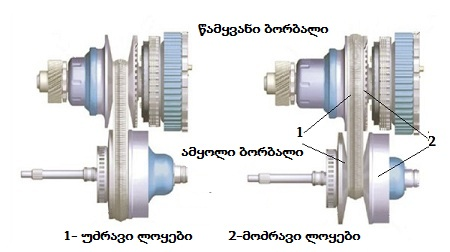 წამყვანი ბორბალი
1
2
ამყოლი ბორბალი
1- უძრავი ლოყები
2-მოძრავი ლოყები